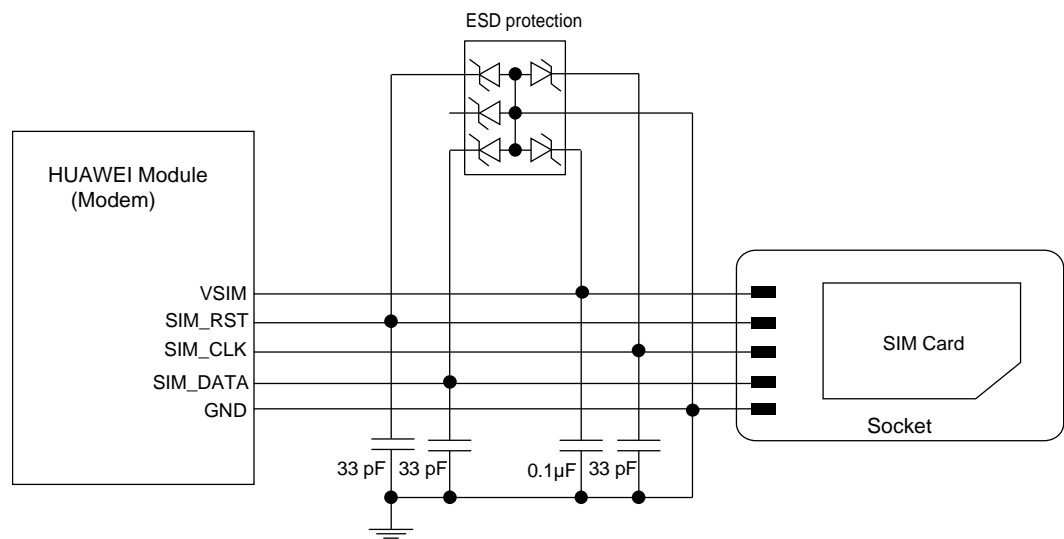 ESD protection
HUAWEI Module
(Modem)
VSIM
SIM_RST
SIM_CLK
SIM_DATA
GND
SIM Card
Socket
33 pF
33 pF
0.1µF
33 pF